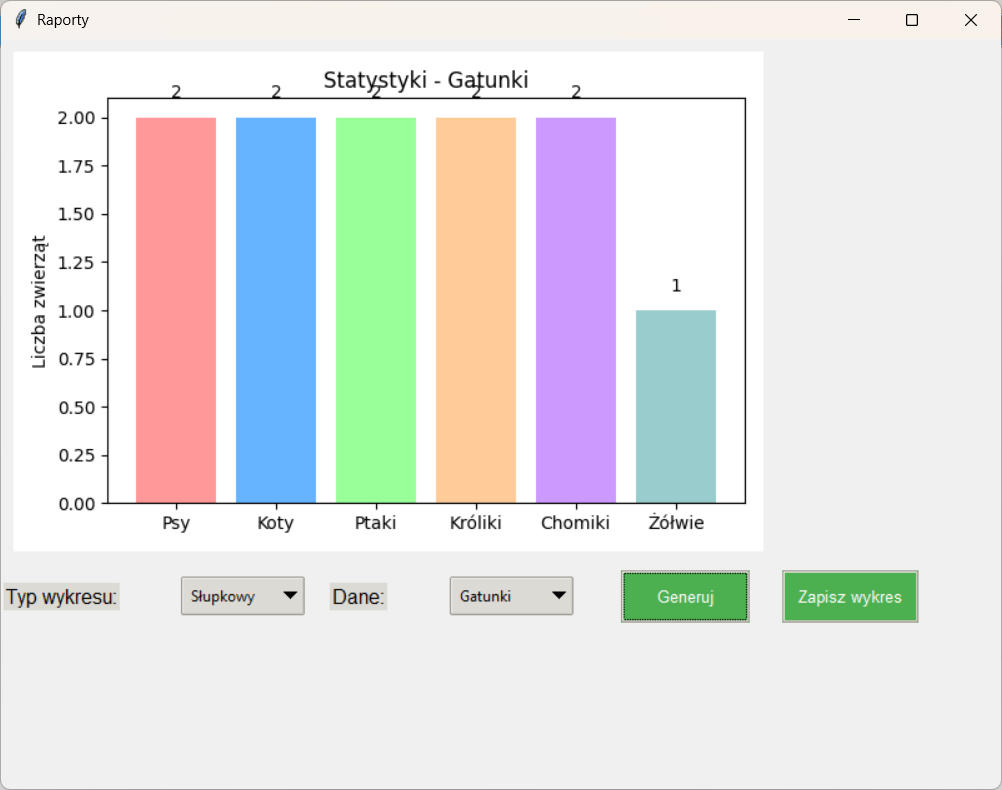 Raporty
Statystyki - Gatunki
2 2 2 2 2
2.00
1.75
1.50
1.25
1
1.00
0.75
0.50
0.25
0.00
Liczba zwierząt
Psy Koty Ptaki Króliki Chomiki Żółwie
Typ wykresu: Słupkowy Dane: Gatunki Generuj Zapisz wykres